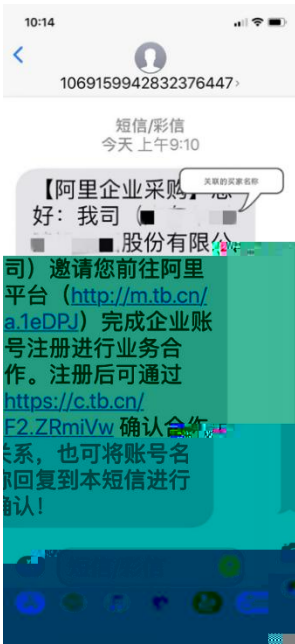 10:14
1069159942832376447
短信/彩信
今天 上午9:10
关联的买家名称
【阿里企业采购】您
好：我司（
股份有限公
司）邀请您前往阿里
平台（http://m.tb.cn/
a.1eDPJ）完成企业账
号注册进行业务合
作。注册后可通过
https://c.tb.cn/
F2.ZRmiVw 确认合作
关系，也可将账号名
称回复到本短信进行
确认！